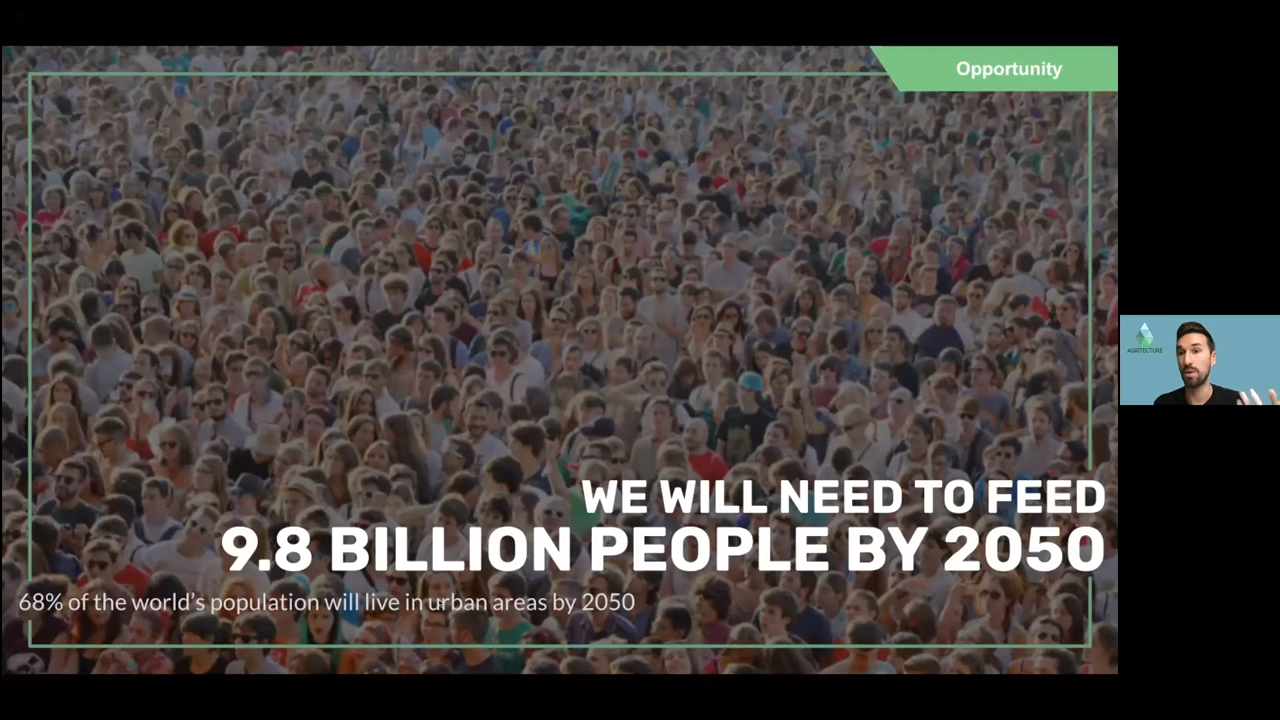 Opportunity
WE WILL NEED TO FEED
9.8 BILLION PEOPLE BY 2050
68% of the world's population will live in urban areas by 2050
AGRITECTURE